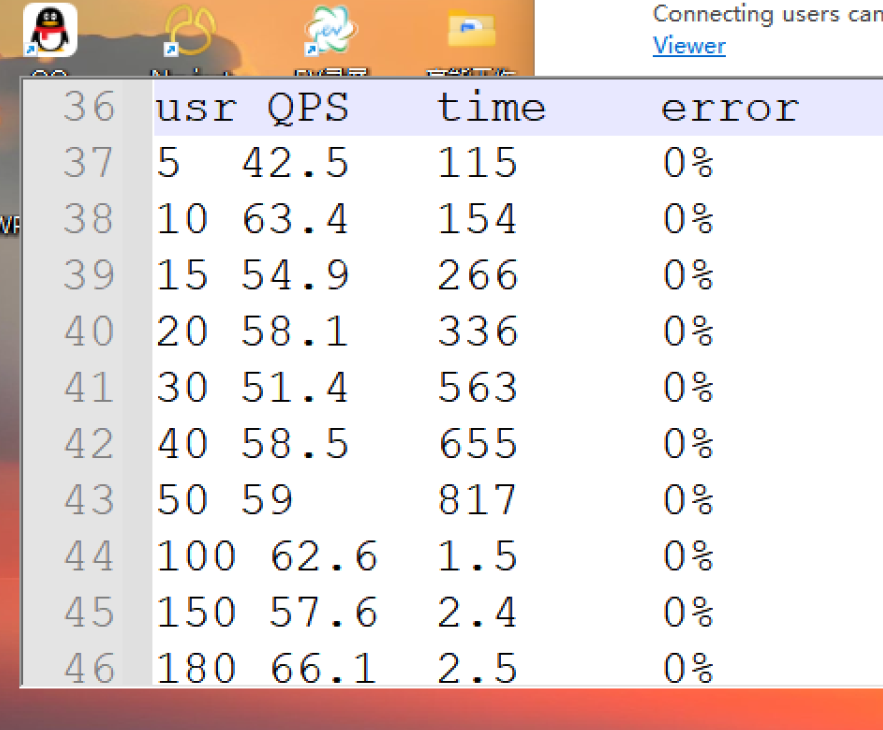 Connecting users can
Viewer
36 usr QPS time error
37 5 42.5 115 0%
38 10 63.4 154 0%
39 15 54.9 266 0%
40 20 58.1 336 0%
41 30 51.4 563 0%
42 40 58.5 655 0%
43 50 59 817 0%
44 100 62.6 1.5 0%
45 150 57.6 2.4 0%
46 180 66.1 2.5 0%